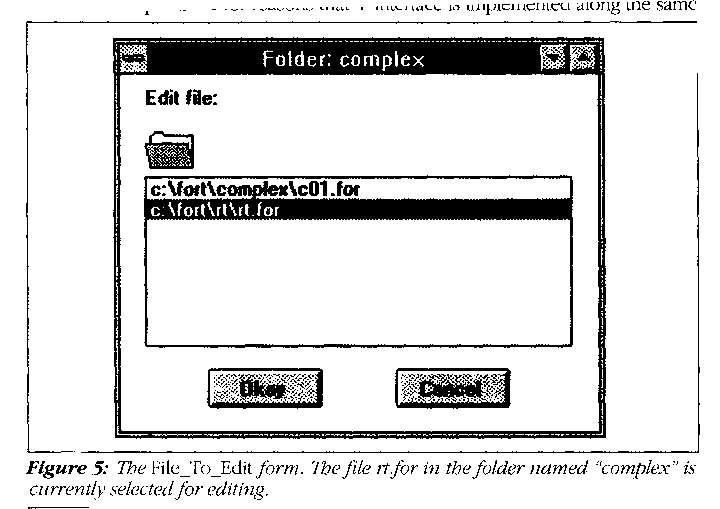 is implemented along the same
Folder: complex
Edit file:
c:\fort\complex\c01.for
c:\fort\rt\rt.for
Okay
Cancel
Figure 5: The File_To_Edit form. The file rt.for in the folder named "complex" is
currently selected for editing.